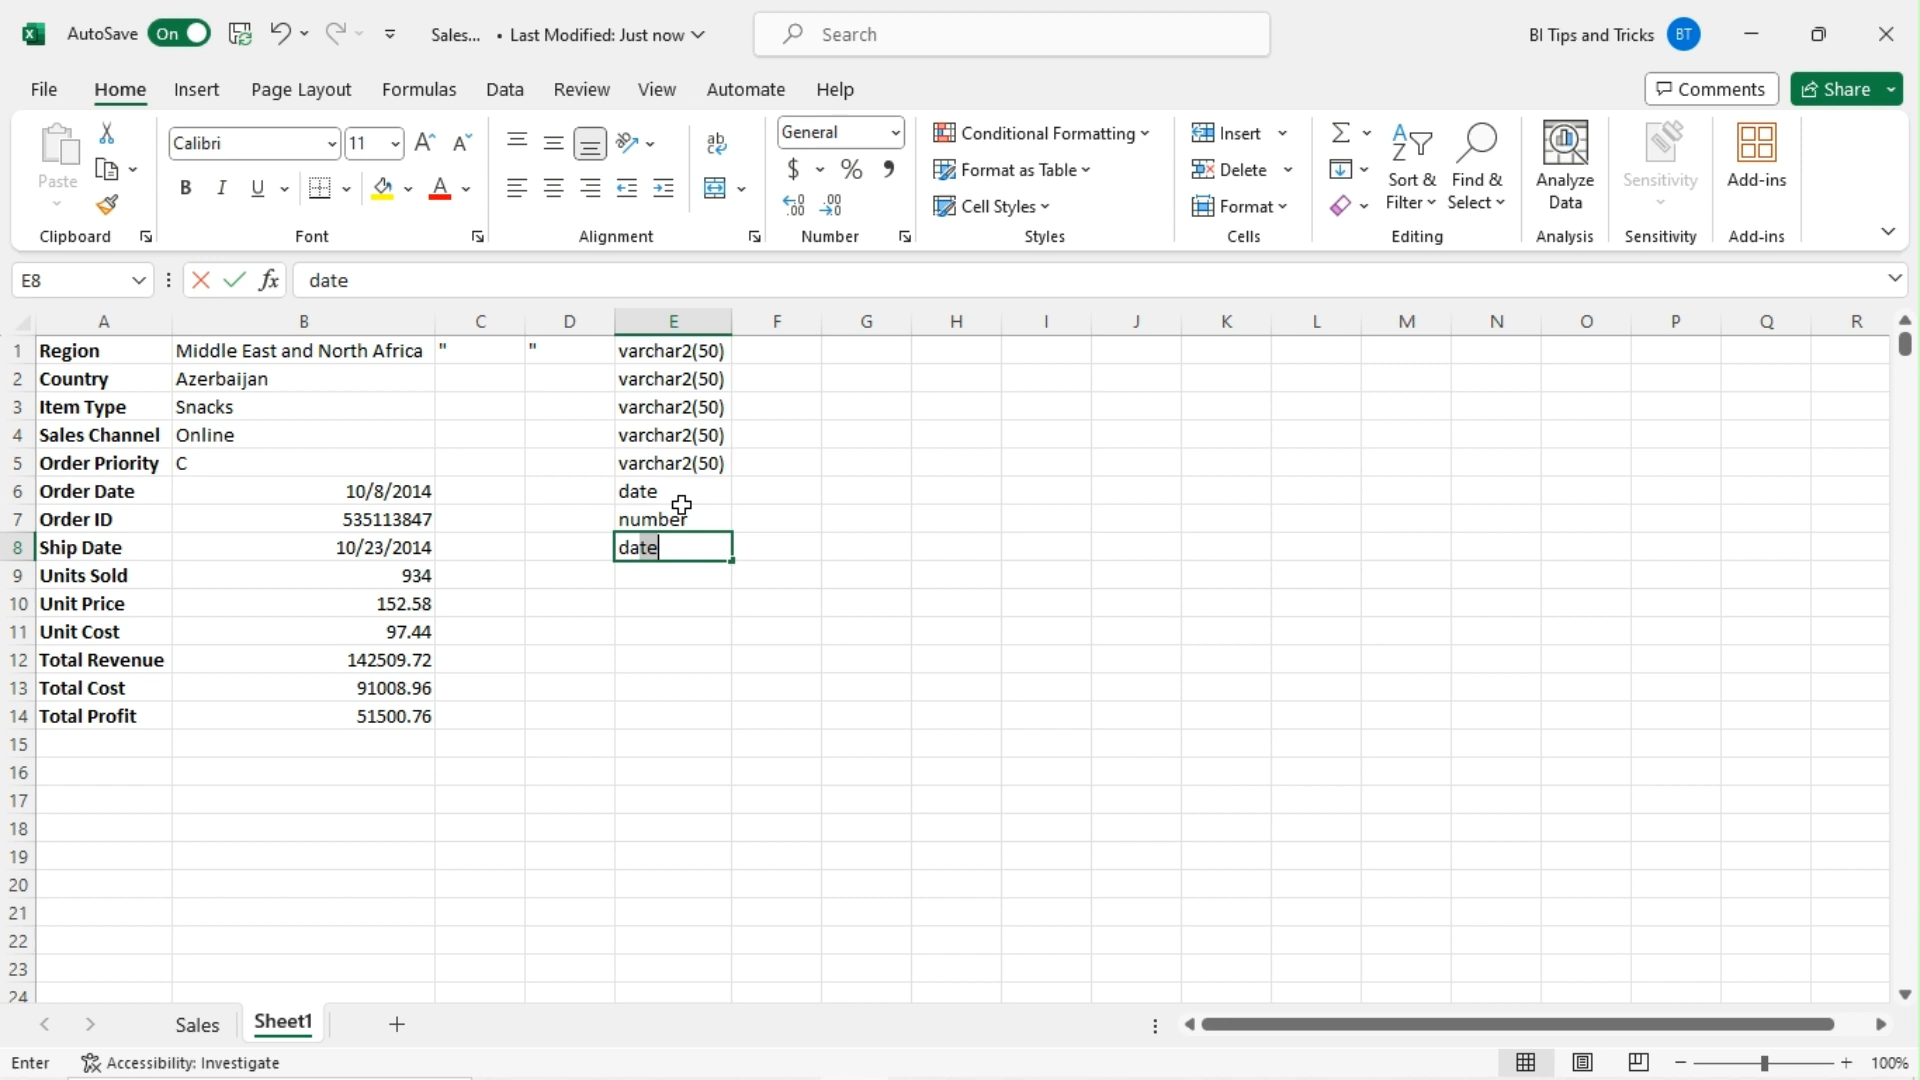 AutoSave On Sales... • Last Modified: Just now Search BI Tips and Tricks BT
File Home Insert Page Layout Formulas Data Review View Automate Help Comments Share
Paste
Calibri 11
B I U A
ab
General
$ % 9
.00 .00
Conditional Formatting
Format as Table
Cell Styles
Insert
Delete
Format
Sort & Filter
Find & Select
Analyze Data
Sensitivity
Add-ins
Clipboard Font Alignment Number Styles Cells Editing Analysis Sensitivity Add-ins
E8 fx date
A B C D E F G H I J K L M N O P Q R
1 Region Middle East and North Africa " " varchar2(50)
2 Country Azerbaijan varchar2(50)
3 Item Type Snacks varchar2(50)
4 Sales Channel Online varchar2(50)
5 Order Priority C varchar2(50)
6 Order Date 10/8/2014 date
7 Order ID 535113847 number
8 Ship Date 10/23/2014 date
9 Units Sold 934
10 Unit Price 152.58
11 Unit Cost 97.44
12 Total Revenue 142509.72
13 Total Cost 91008.96
14 Total Profit 51500.76
15
16
17
18
19
20
21
22
23
24
Sales Sheet1
Enter Accessibility: Investigate 100%